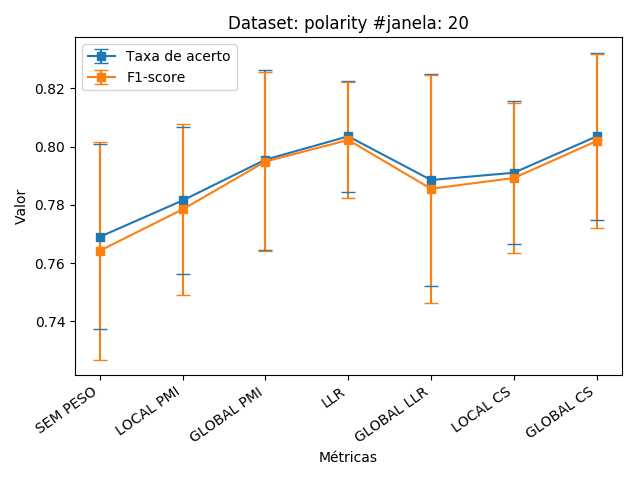 Dataset: polarity #janela: 20
Taxa de acerto
F1-score
Valor
0.82
0.80
0.78
0.76
0.74
SEM PESO
LOCAL PMI
GLOBAL PMI
LLR
GLOBAL LLR
LOCAL CS
GLOBAL CS
Métricas